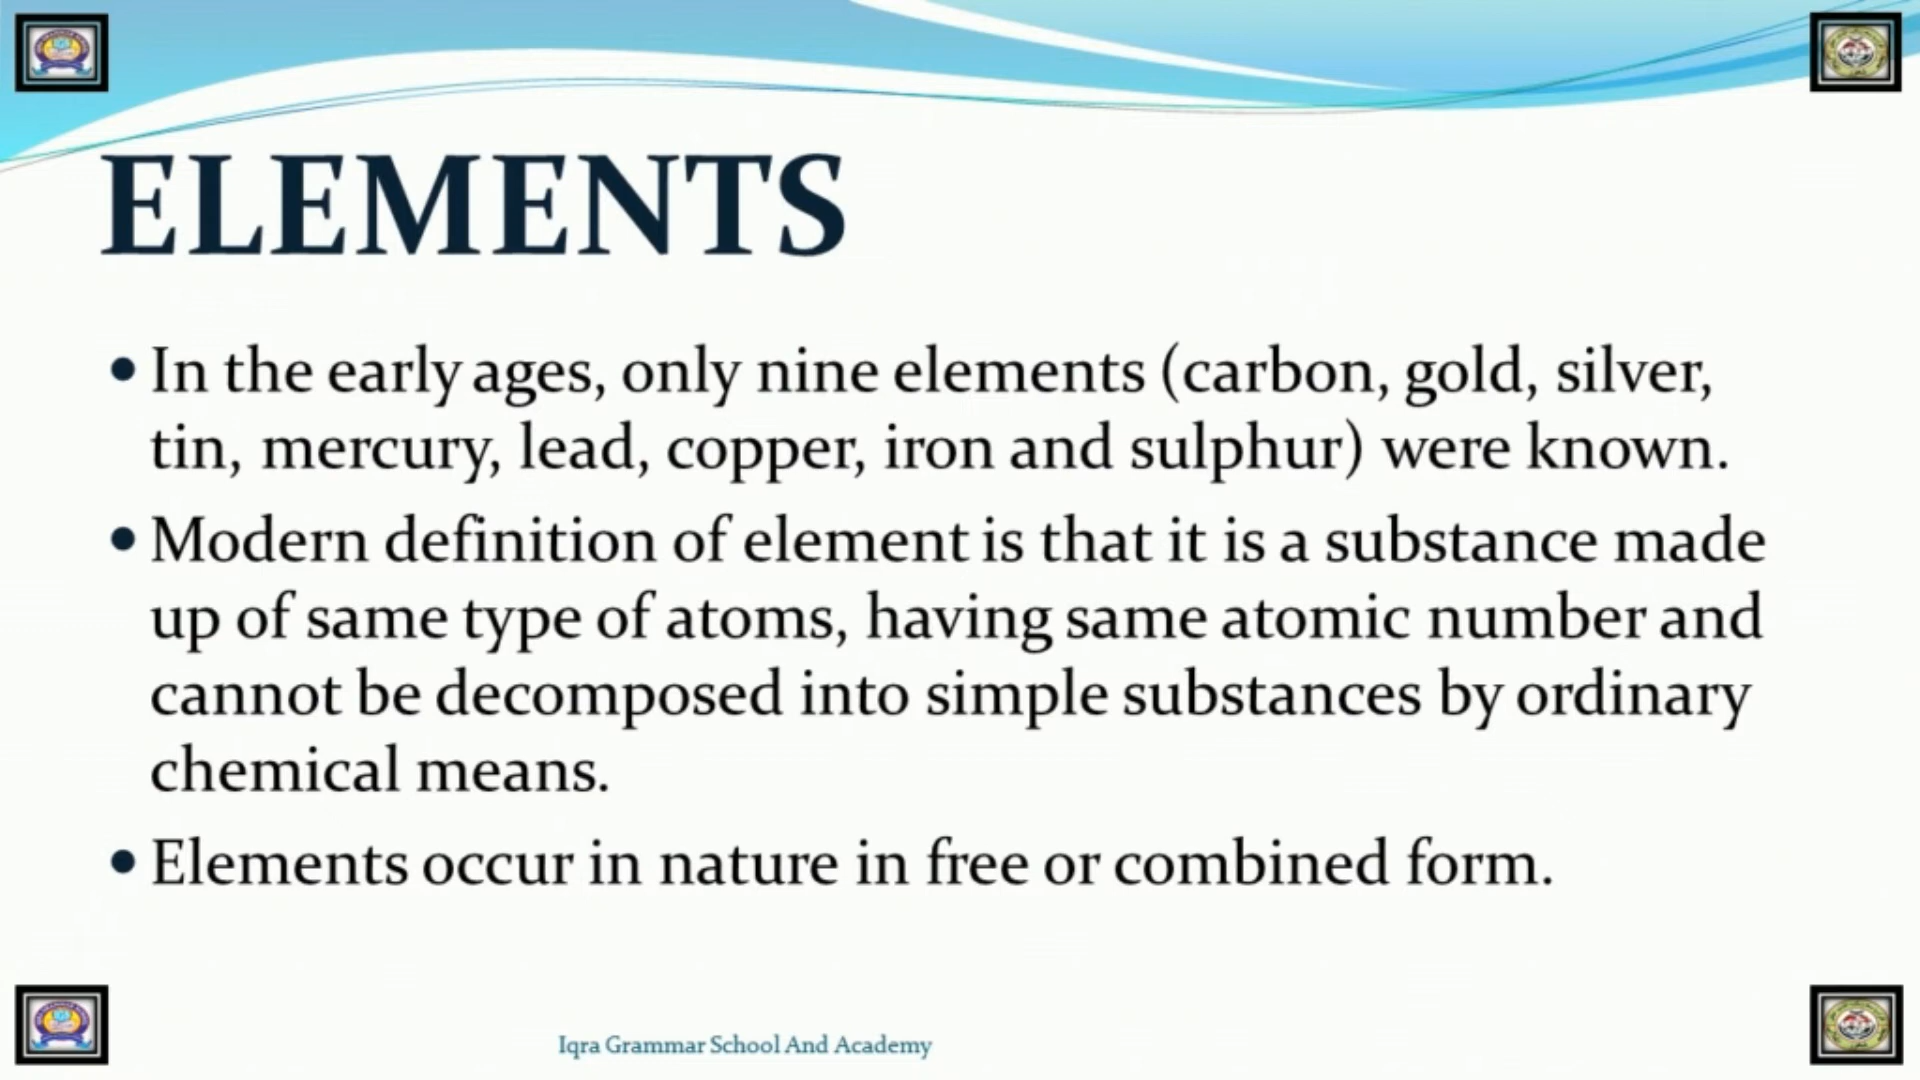 ELEMENTS
• In the early ages, only nine elements (carbon, gold, silver,
tin, mercury, lead, copper, iron and sulphur) were known.
• Modern definition of element is that it is a substance made
up of same type of atoms, having same atomic number and
cannot be decomposed into simple substances by ordinary
chemical means.
• Elements occur in nature in free or combined form.
Iqra Grammar School And Academy